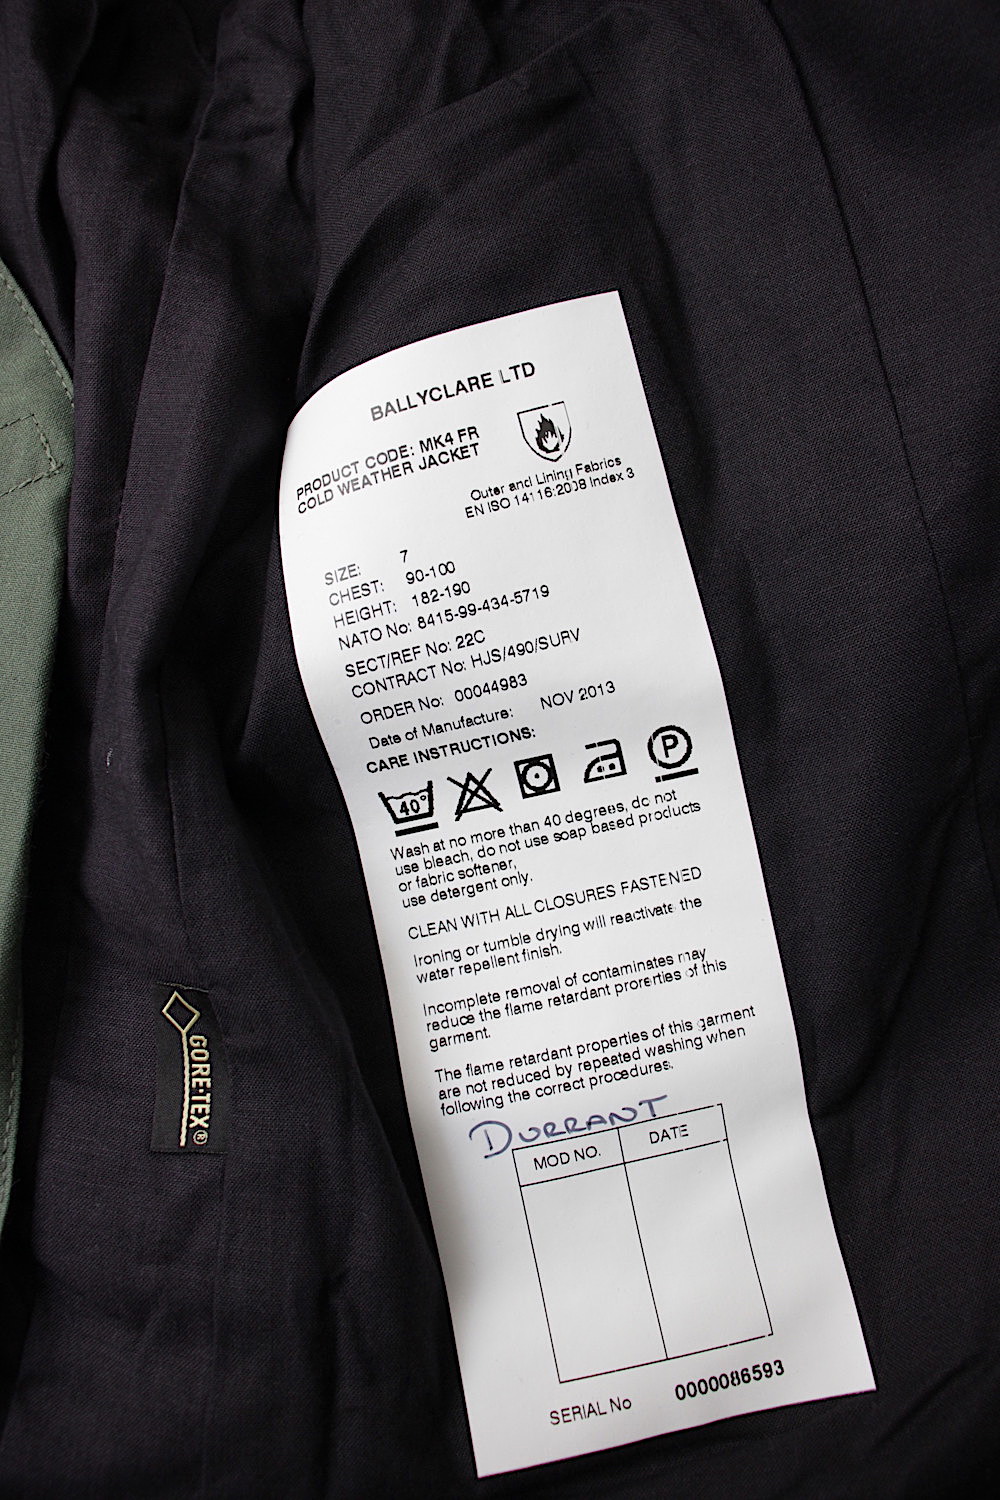 BALLYCLARE LTD
PRODUCT CODE: MK4 FR
COLD WEATHER JACKET
Outer and Lining Fabrics
EN ISO 14116:2008 Index 3
SIZE: 7
CHEST: 90-100
HEIGHT: 182-190
NATO No: 8415-99-434-5719
SECT/REF No: 22C
CONTRACT No: HJS/490/SURV
ORDER No: 00044983
Date of Manufacture: NOV 2013
CARE INSTRUCTIONS:
40° P
Wash at no more than 40 degrees, do not
use bleach, do not use soap based products
or fabric softener,
use detergent only.
CLEAN WITH ALL CLOSURES FASTENED
Ironing or tumble drying will reactivate the
water repellent finish.
Incomplete removal of contaminates may
reduce the flame retardant prorerties of this
garment.
The flame retardant properties of this garment
are not reduced by repeated washing when
following the correct procedures.
DURRANT
MOD NO. DATE
SERIAL No 0000086593
GORE-TEX®